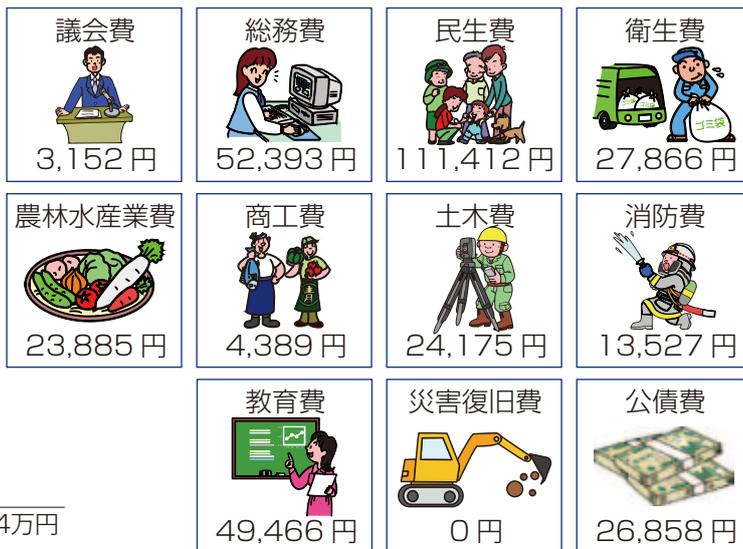 議会費
3,152 円
総務費
52,393 円
民生費
111,412 円
衛生費
ゴミ袋
27,866 円
農林水産業費
23,885 円
商工費
4,389 円
土木費
24,175 円
消防費
13,527 円
教育費
49,466 円
災害復旧費
0 円
公債費
26,858 円
4万円